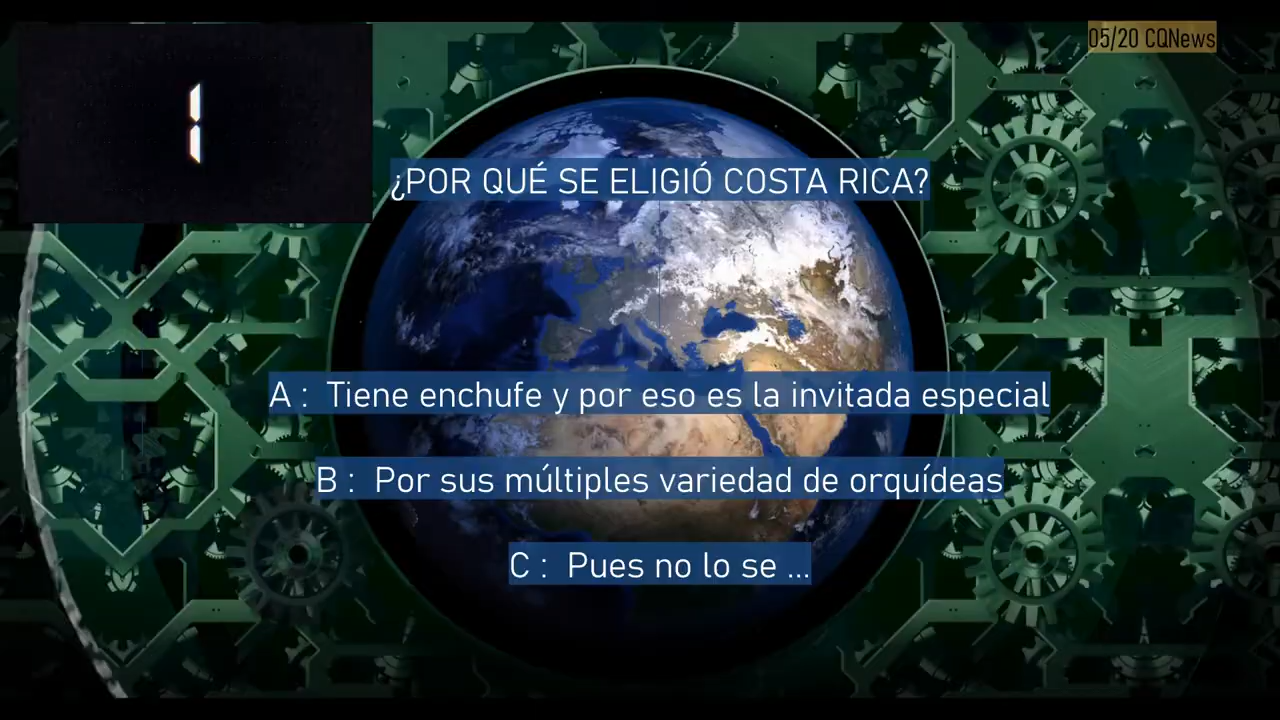 05/20 CQNews
1
¿POR QUÉ SE ELIGIÓ COSTA RICA?
A : Tiene enchufe y por eso es la invitada especial
B : Por sus múltiples variedad de orquídeas
C : Pues no lo se ...